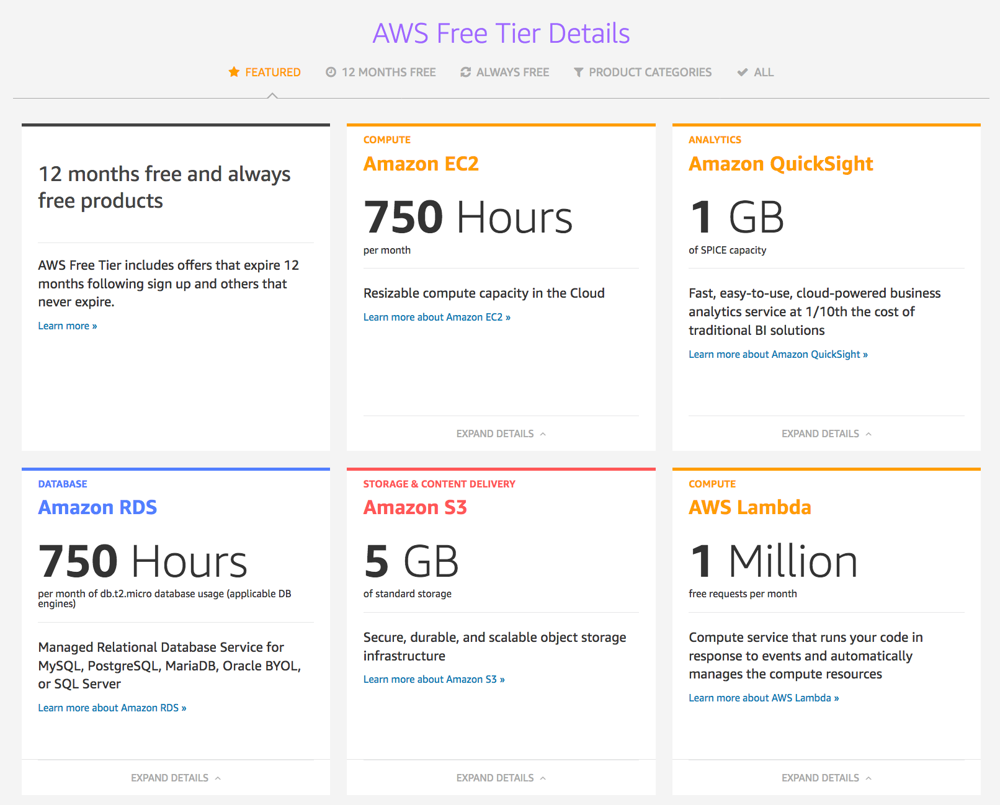 AWS Free Tier Details
FEATURED
12 MONTHS FREE
ALWAYS FREE
PRODUCT CATEGORIES
ALL
12 months free and always
free products
AWS Free Tier includes offers that expire 12
months following sign up and others that
never expire.
Learn more »
COMPUTE
Amazon EC2
750 Hours
per month
Resizable compute capacity in the Cloud
Learn more about Amazon EC2 »
EXPAND DETAILS
ANALYTICS
Amazon QuickSight
1 GB
of SPICE capacity
Fast, easy-to-use, cloud-powered business
analytics service at 1/10th the cost of
traditional BI solutions
Learn more about Amazon QuickSight »
EXPAND DETAILS
DATABASE
Amazon RDS
750 Hours
per month of db.t2.micro database usage (applicable DB
engines)
Managed Relational Database Service for
MySQL, PostgreSQL, MariaDB, Oracle BYOL,
or SQL Server
Learn more about Amazon RDS »
EXPAND DETAILS
STORAGE & CONTENT DELIVERY
Amazon S3
5 GB
of standard storage
Secure, durable, and scalable object storage
infrastructure
Learn more about Amazon S3 »
EXPAND DETAILS
COMPUTE
AWS Lambda
1 Million
free requests per month
Compute service that runs your code in
response to events and automatically
manages the compute resources
Learn more about AWS Lambda »
EXPAND DETAILS